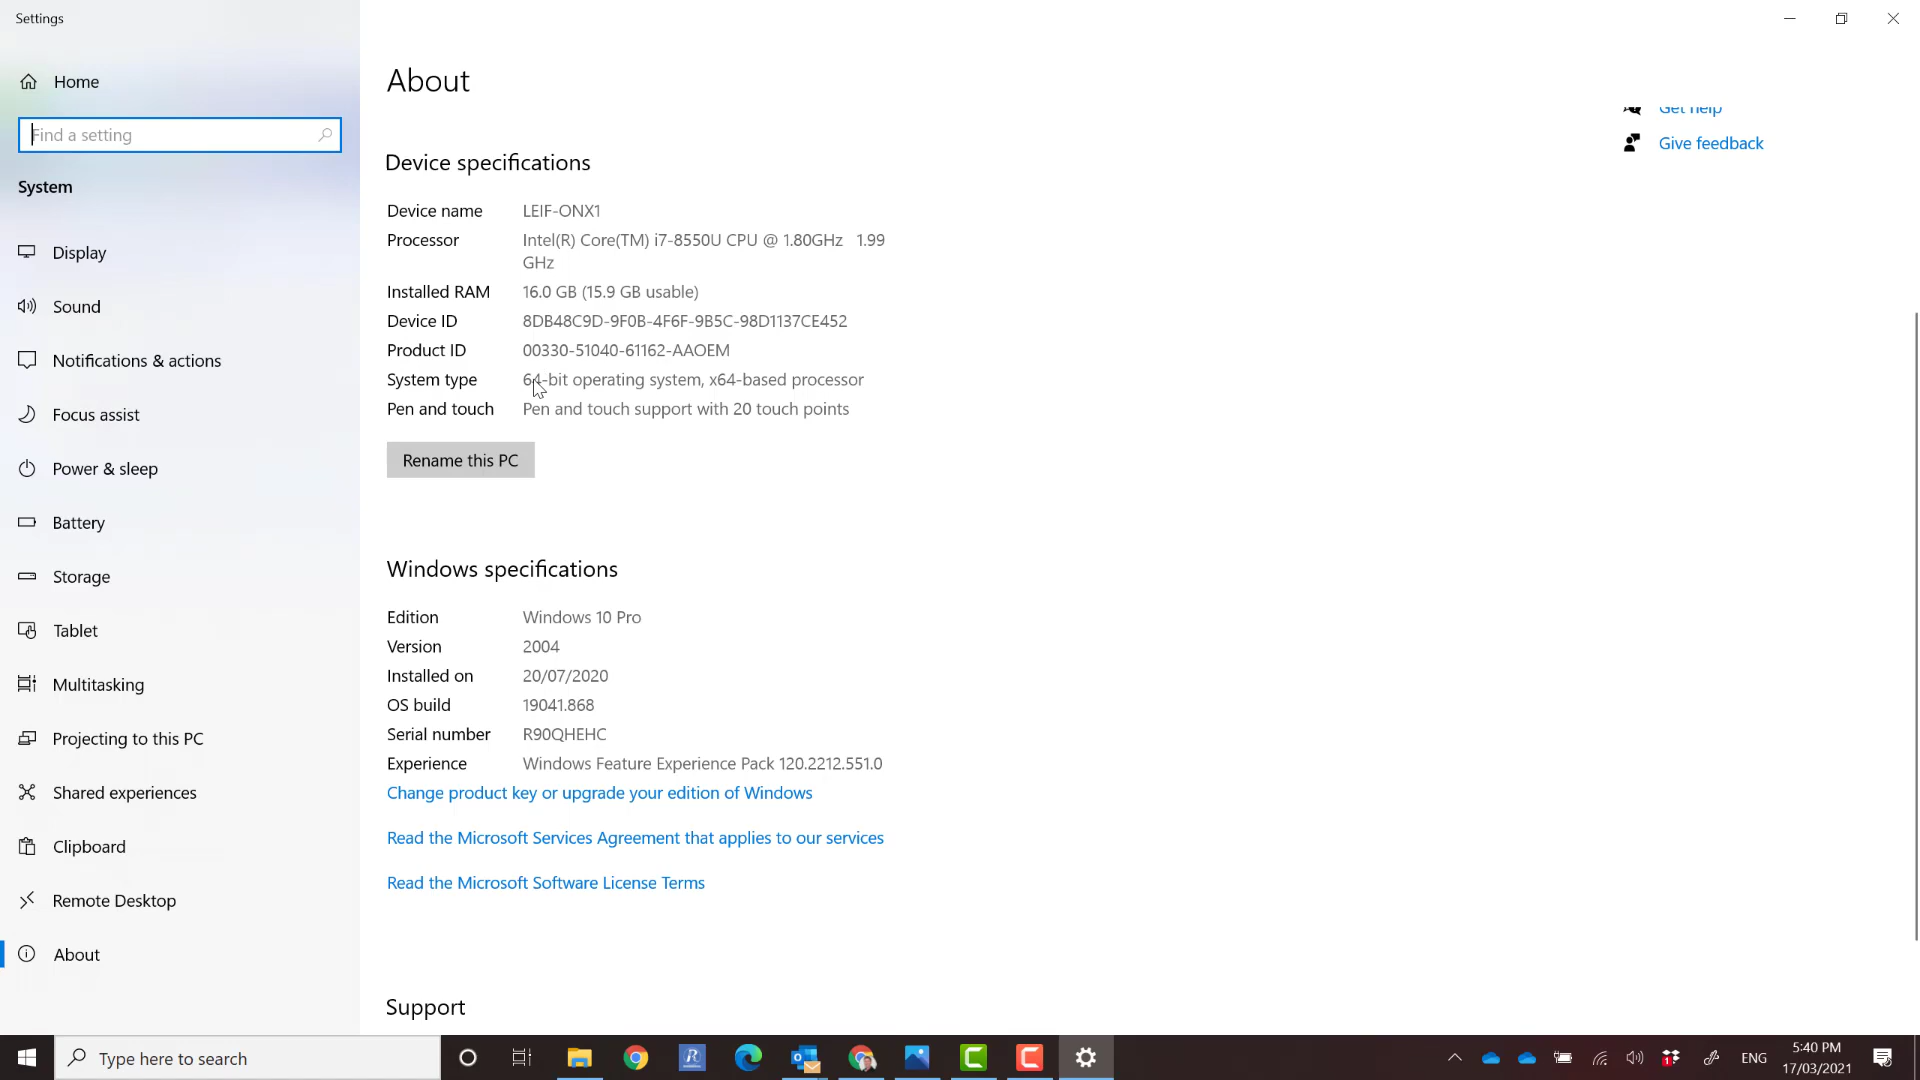 Settings
Home
Find a setting
System
Display
Sound
Notifications & actions
Focus assist
Power & sleep
Battery
Storage
Tablet
Multitasking
Projecting to this PC
Shared experiences
Clipboard
Remote Desktop
About
About
Device specifications
Device name LEIF-ONX1
Processor Intel(R) Core(TM) i7-8550U CPU @ 1.80GHz 1.99
GHz
Installed RAM 16.0 GB (15.9 GB usable)
Device ID 8DB48C9D-9F0B-4F6F-9B5C-98D1137CE452
Product ID 00330-51040-61162-AAOEM
System type 64-bit operating system, x64-based processor
Pen and touch Pen and touch support with 20 touch points
Rename this PC
Windows specifications
Edition Windows 10 Pro
Version 2004
Installed on 20/07/2020
OS build 19041.868
Serial number R90QHEHC
Experience Windows Feature Experience Pack 120.2212.551.0
Change product key or upgrade your edition of Windows
Read the Microsoft Services Agreement that applies to our services
Read the Microsoft Software License Terms
Support
Get help
Give feedback
Type here to search
ENG
5:40 PM
17/03/2021